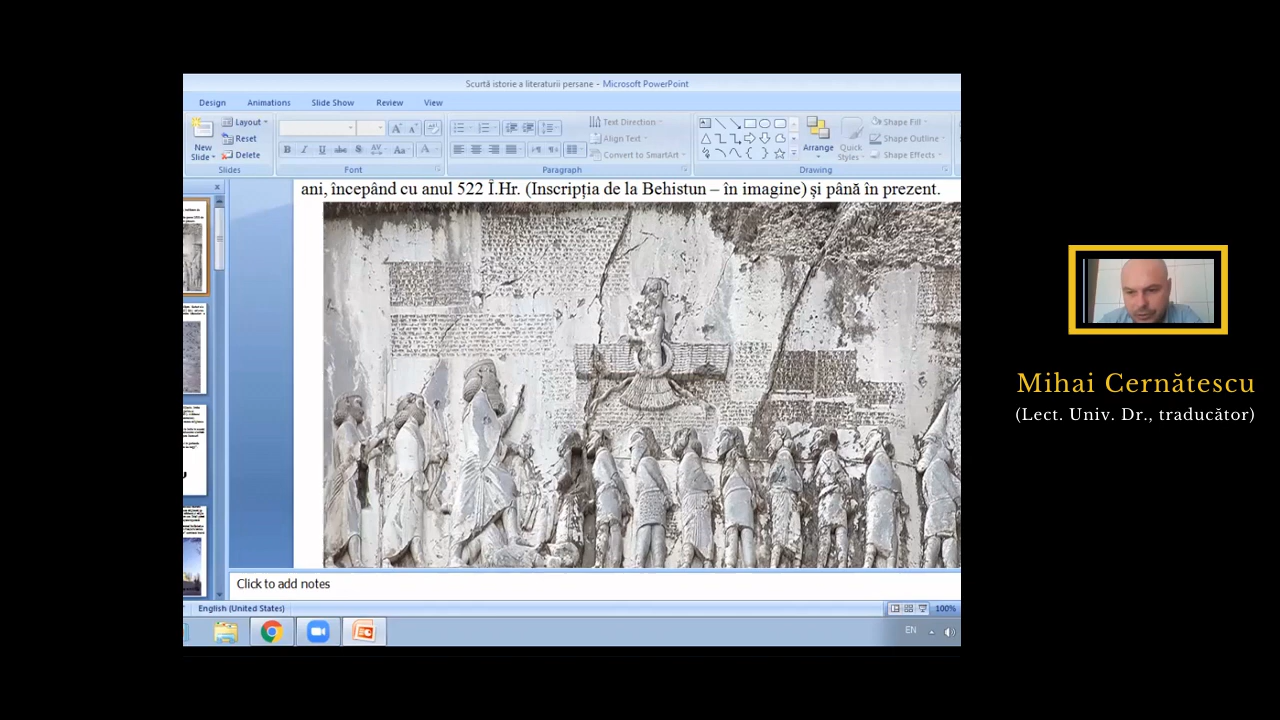 Scurtă istorie a literaturii persane - Microsoft PowerPoint
Design Animations Slide Show Review View
New Slide
Layout
Reset
Delete
Slides
B I U abc S AV Aa A
Font
Text Direction
Align Text
Convert to SmartArt
Paragraph
Arrange
Quick Styles
Shape Fill
Shape Outline
Shape Effects
Drawing
ani, începând cu anul 522 Î.Hr. (Inscripția de la Behistun – în imagine) și până în prezent.
Click to add notes
English (United States)
100%
EN
Mihai Cernătescu
(Lect. Univ. Dr., traducător)